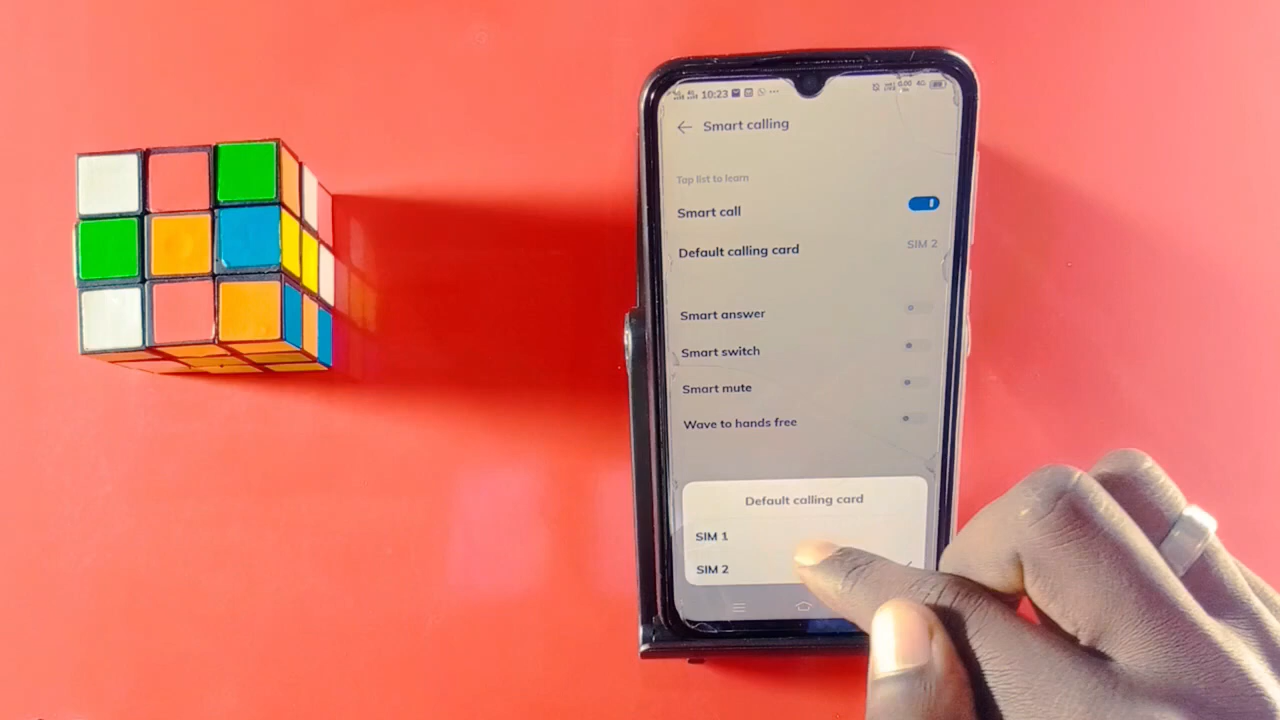 10:23
Smart calling
Tap list to learn
Smart call
Default calling card SIM 2
Smart answer
Smart switch
Smart mute
Wave to hands free
Default calling card
SIM 1
SIM 2